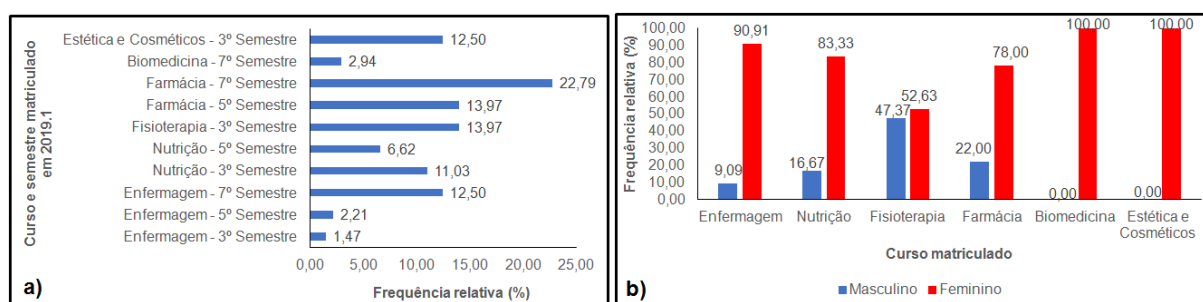 Curso e semestre matriculado
em 2019.1
Estética e Cosméticos - 3º Semestre
12,50
Biomedicina - 7º Semestre
2,94
Farmácia - 7º Semestre
22,79
Farmácia - 5º Semestre
13,97
Fisioterapia - 3º Semestre
13,97
Nutrição - 5º Semestre
6,62
Nutrição - 3º Semestre
11,03
Enfermagem - 7º Semestre
12,50
Enfermagem - 5º Semestre
2,21
Enfermagem - 3º Semestre
1,47
0,00 5,00 10,00 15,00 20,00 25,00
Frequência relativa (%)
a)
Frequência relativa (%)
100,00
90,00
80,00
70,00
60,00
50,00
40,00
30,00
20,00
10,00
0,00
9,09 90,91
16,67 83,33
47,37 52,63
22,00 78,00
0,00 100,00
0,00 100,00
Enfermagem Nutrição Fisioterapia Farmácia Biomedicina Estética e
Cosméticos
Curso matriculado
Masculino Feminino
b)